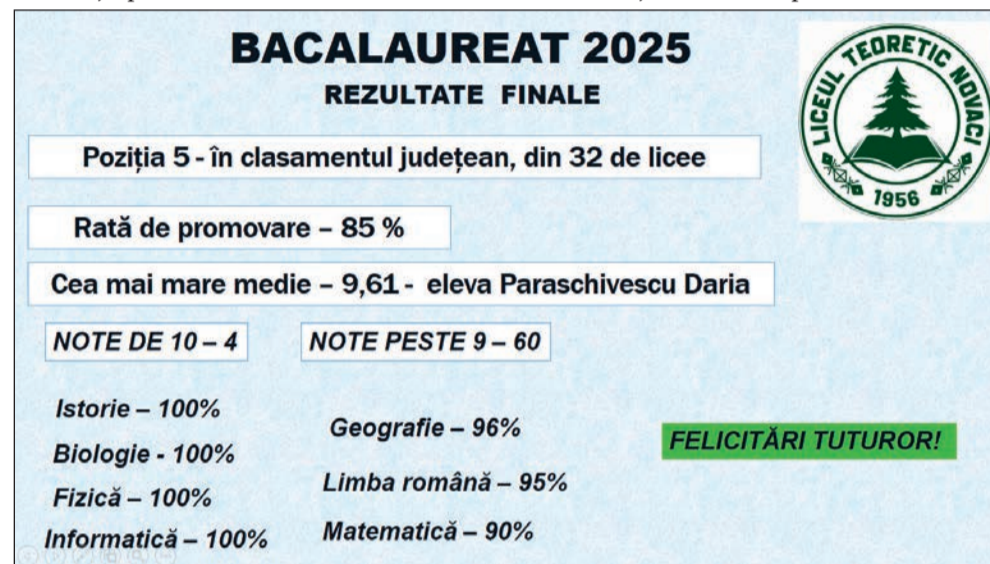 BACALAUREAT 2025
REZULTATE FINALE
LICEUL TEORETIC NOVACI
1956
Poziția 5 - în clasamentul județean, din 32 de licee
Rată de promovare – 85 %
Cea mai mare medie – 9,61 - eleva Paraschivescu Daria
NOTE DE 10 – 4
NOTE PESTE 9 – 60
Istorie – 100%
Biologie - 100%
Fizică – 100%
Informatică – 100%
Geografie – 96%
Limba română – 95%
Matematică – 90%
FELICITĂRI TUTUROR!